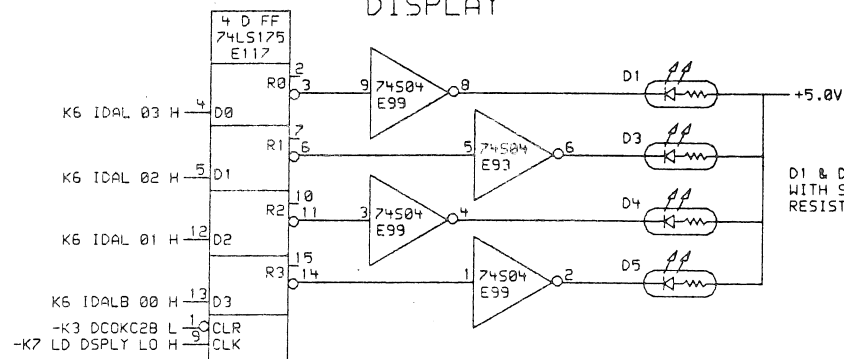 DISPLAY
4 D FF
74LS175
E117
2
R0
3
9
74S04
E99
8
D1
+5.0V
K6 IDAL 03 H
4
D0
7
R1
6
5
74S04
E93
6
D3
K6 IDAL 02 H
5
D1
D1 & D
WITH S
RESIST
10
R2
11
3
74S04
E99
4
D4
K6 IDAL 01 H
12
D2
15
R3
14
1
74S04
E99
2
D5
K6 IDALB 00 H
13
D3
-K3 DCOKC2B L
1
CLR
-K7 LD DSPLY LO H
9
CLK